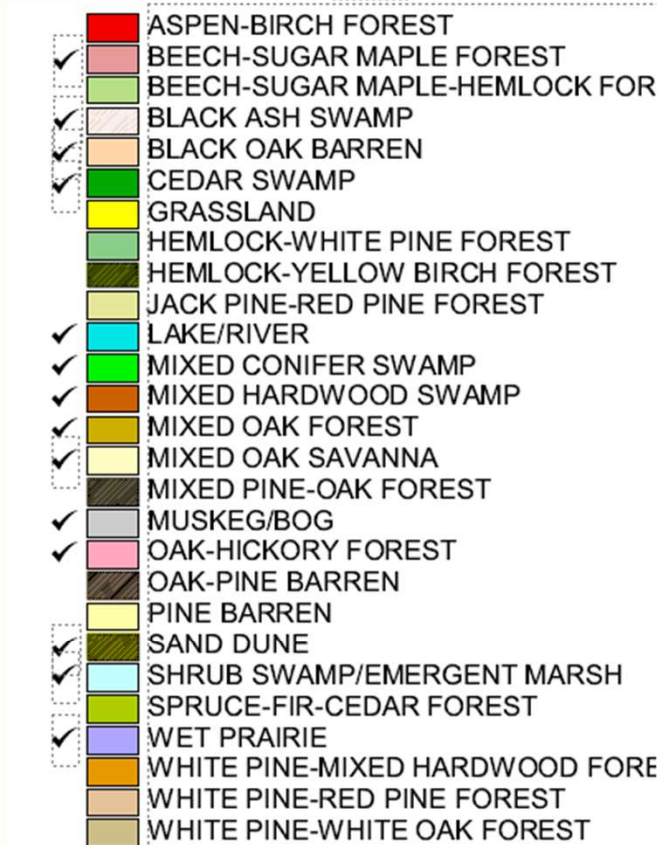 ASPEN-BIRCH FOREST
BEECH-SUGAR MAPLE FOREST
BEECH-SUGAR MAPLE-HEMLOCK FOR
BLACK ASH SWAMP
BLACK OAK BARREN
CEDAR SWAMP
GRASSLAND
HEMLOCK-WHITE PINE FOREST
HEMLOCK-YELLOW BIRCH FOREST
JACK PINE-RED PINE FOREST
LAKE/RIVER
MIXED CONIFER SWAMP
MIXED HARDWOOD SWAMP
MIXED OAK FOREST
MIXED OAK SAVANNA
MIXED PINE-OAK FOREST
MUSKEG/BOG
OAK-HICKORY FOREST
OAK-PINE BARREN
PINE BARREN
SAND DUNE
SHRUB SWAMP/EMERGENT MARSH
SPRUCE-FIR-CEDAR FOREST
WET PRAIRIE
WHITE PINE-MIXED HARDWOOD FORE
WHITE PINE-RED PINE FOREST
WHITE PINE-WHITE OAK FOREST